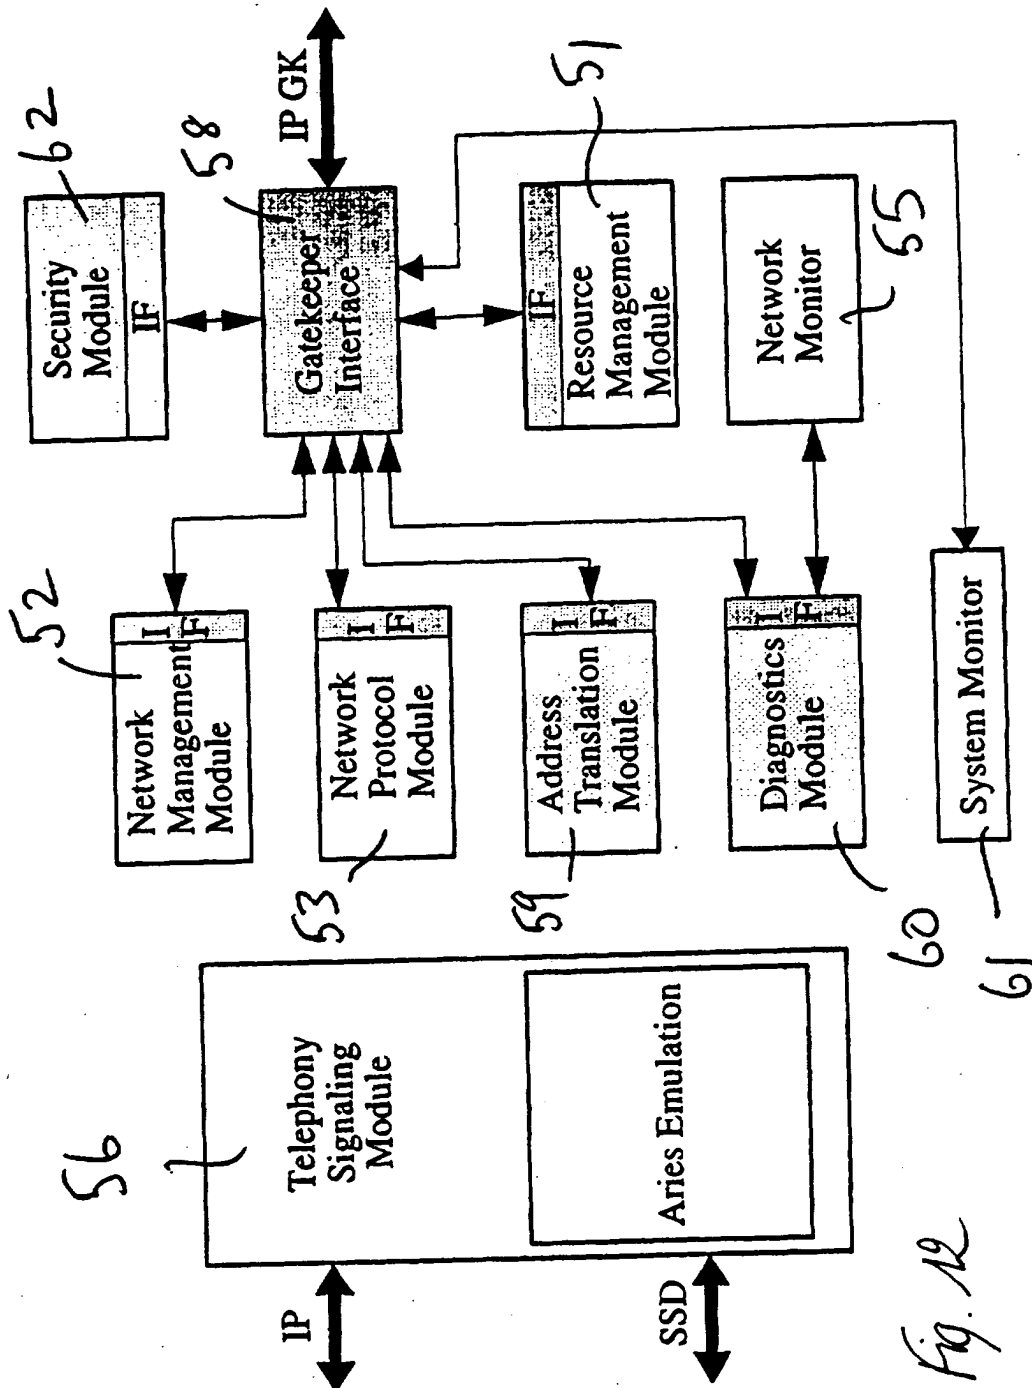 62
Security
Module
IF
58
Gatekeeper
Interface
IP GK
51
IF
Resource
Management
Module
55
Network
Monitor
52
Network
Management
Module
I
F
53
Network
Protocol
Module
I
F
59
Address
Translation
Module
I
F
60
Diagnostics
Module
I
F
61
System Monitor
56
Telephony
Signaling
Module
Aries Emulation
IP
SSD
Fig. 12